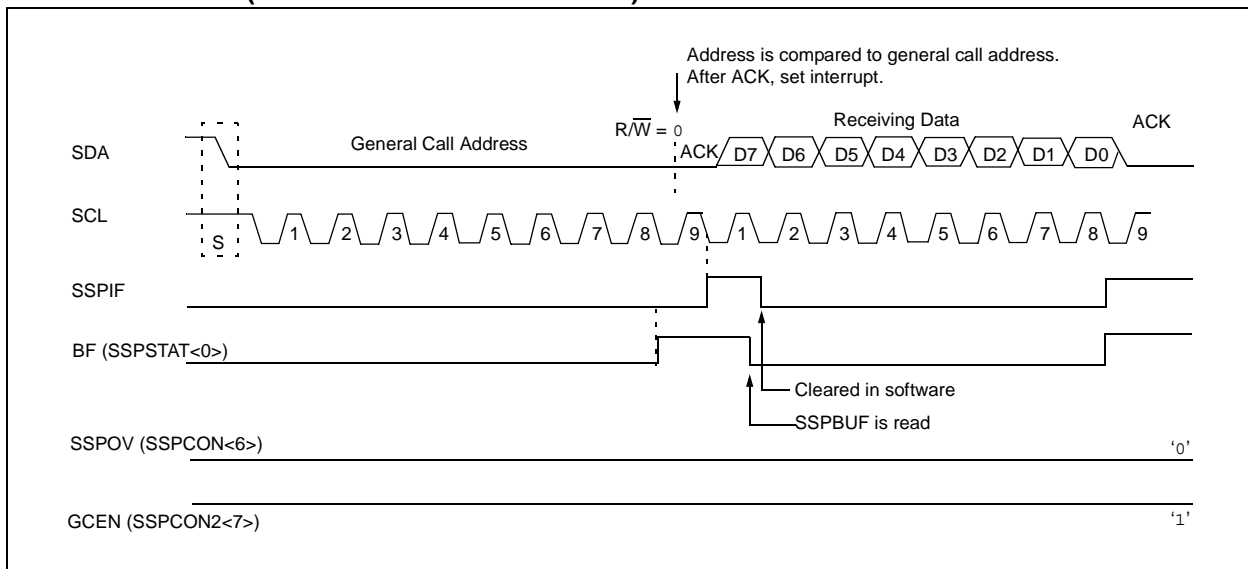 Address is compared to general call address.
After ACK, set interrupt.
R/W = 0
Receiving Data
ACK
SDA
General Call Address
ACK
D7 D6 D5 D4 D3 D2 D1 D0
SCL
S
1 2 3 4 5 6 7 8 9 1 2 3 4 5 6 7 8 9
SSPIF
BF (SSPSTAT<0>)
Cleared in software
SSPBUF is read
SSPOV (SSPCON<6>)
‘0’
GCEN (SSPCON2<7>)
‘1’